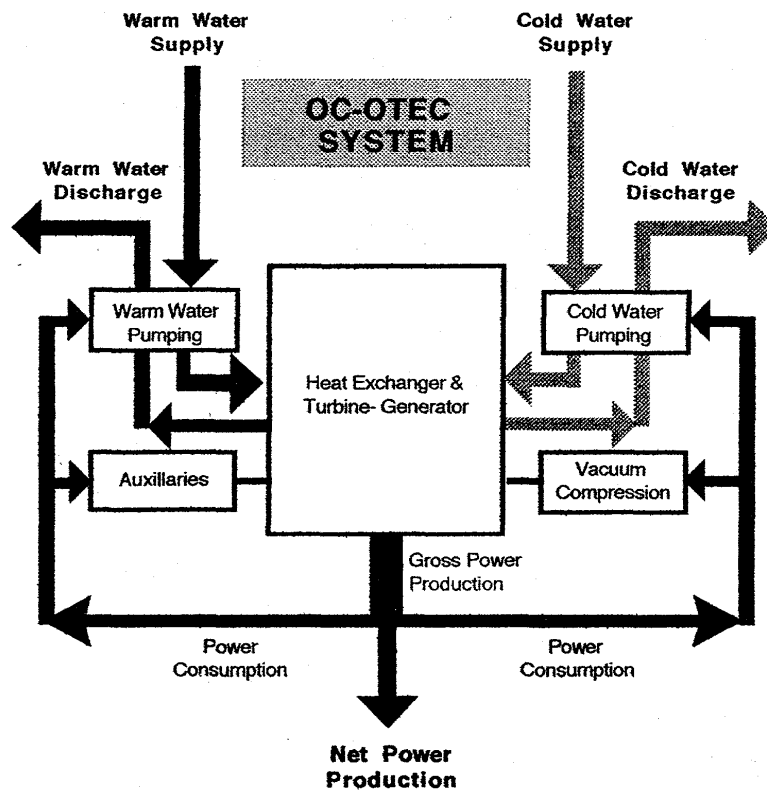 Warm Water
Supply
Cold Water
Supply
OC-OTEC
SYSTEM
Warm Water
Discharge
Cold Water
Discharge
Warm Water
Pumping
Cold Water
Pumping
Heat Exchanger &
Turbine- Generator
Auxillaries
Vacuum
Compression
Gross Power
Production
Power
Consumption
Power
Consumption
Net Power
Production